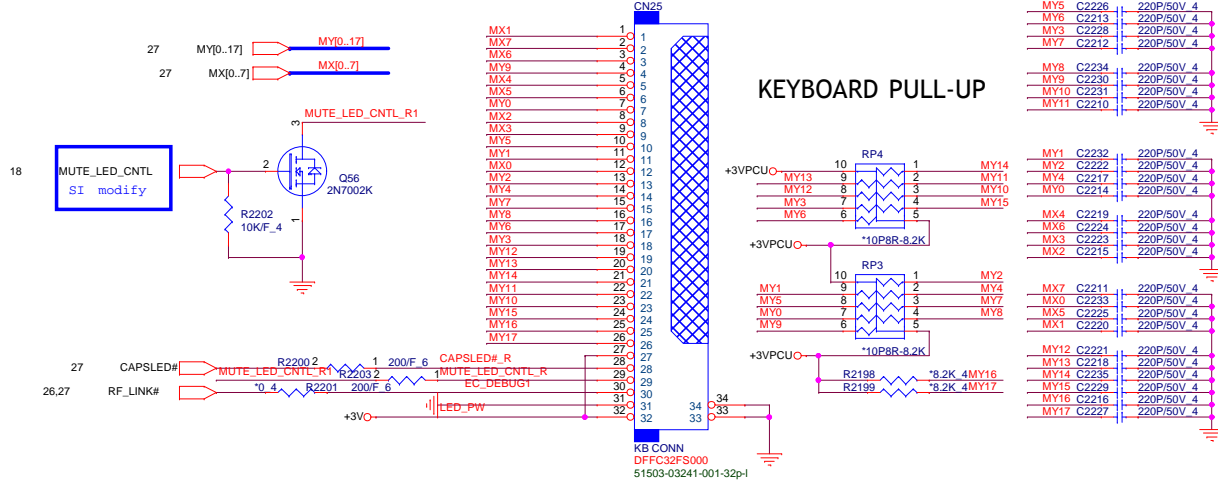 27 MY[0..17] MY[0..17]
27 MX[0..7] MX[0..7]
3 MUTE_LED_CNTL_R1
18 MUTE_LED_CNTL
SI modify
2
Q56
2N7002K
1
R2202
10K/F_4
27 CAPSLED# R2200 2 1 200/F_6 CAPSLED#_R
MUTE_LED_CNTL_R1 R2203 2 1 MUTE_LED_CNTL_R
26,27 RF_LINK# *0_4 R2201 200/F_6 EC_DEBUG1
LED_PW
+3V
CN25
MX1 1 1
MX7 2 2
MX6 3 3
MY9 4 4
MX4 5 5
MX5 6 6
MY0 7 7
MX2 8 8
MX3 9 9
MY5 10 10
MY1 11 11
MX0 12 12
MY2 13 13
MY4 14 14
MY7 15 15
MY8 16 16
MY6 17 17
MY3 18 18
MY12 19 19
MY13 20 20
MY14 21 21
MY11 22 22
MY10 23 23
MY15 24 24
MY16 25 25
MY17 26 26
27 27
28 28
29 29
30 30
31 31
32 32
34 34
33 33
KB CONN
DFFC32FS000
51503-03241-001-32p-l
KEYBOARD PULL-UP
RP4
+3VPCU 10 1 MY14
MY13 9 2 MY11
MY12 8 3 MY10
MY3 7 4 MY15
MY6 6 5
*10P8R-8.2K
+3VPCU
RP3
10 1 MY2
MY1 9 2 MY4
MY5 8 3 MY7
MY0 7 4 MY8
MY9 6 5
*10P8R-8.2K
+3VPCU
R2198 *8.2K_4 MY16
R2199 *8.2K_4 MY17
MY5 C2226 220P/50V_4
MY6 C2213 220P/50V_4
MY3 C2228 220P/50V_4
MY7 C2212 220P/50V_4
MY8 C2234 220P/50V_4
MY9 C2230 220P/50V_4
MY10 C2231 220P/50V_4
MY11 C2210 220P/50V_4
MY1 C2232 220P/50V_4
MY2 C2222 220P/50V_4
MY4 C2217 220P/50V_4
MY0 C2214 220P/50V_4
MX4 C2219 220P/50V_4
MX6 C2224 220P/50V_4
MX3 C2223 220P/50V_4
MX2 C2215 220P/50V_4
MX7 C2211 220P/50V_4
MX0 C2233 220P/50V_4
MX5 C2225 220P/50V_4
MX1 C2220 220P/50V_4
MY12 C2221 220P/50V_4
MY13 C2218 220P/50V_4
MY14 C2235 220P/50V_4
MY15 C2229 220P/50V_4
MY16 C2216 220P/50V_4
MY17 C2227 220P/50V_4